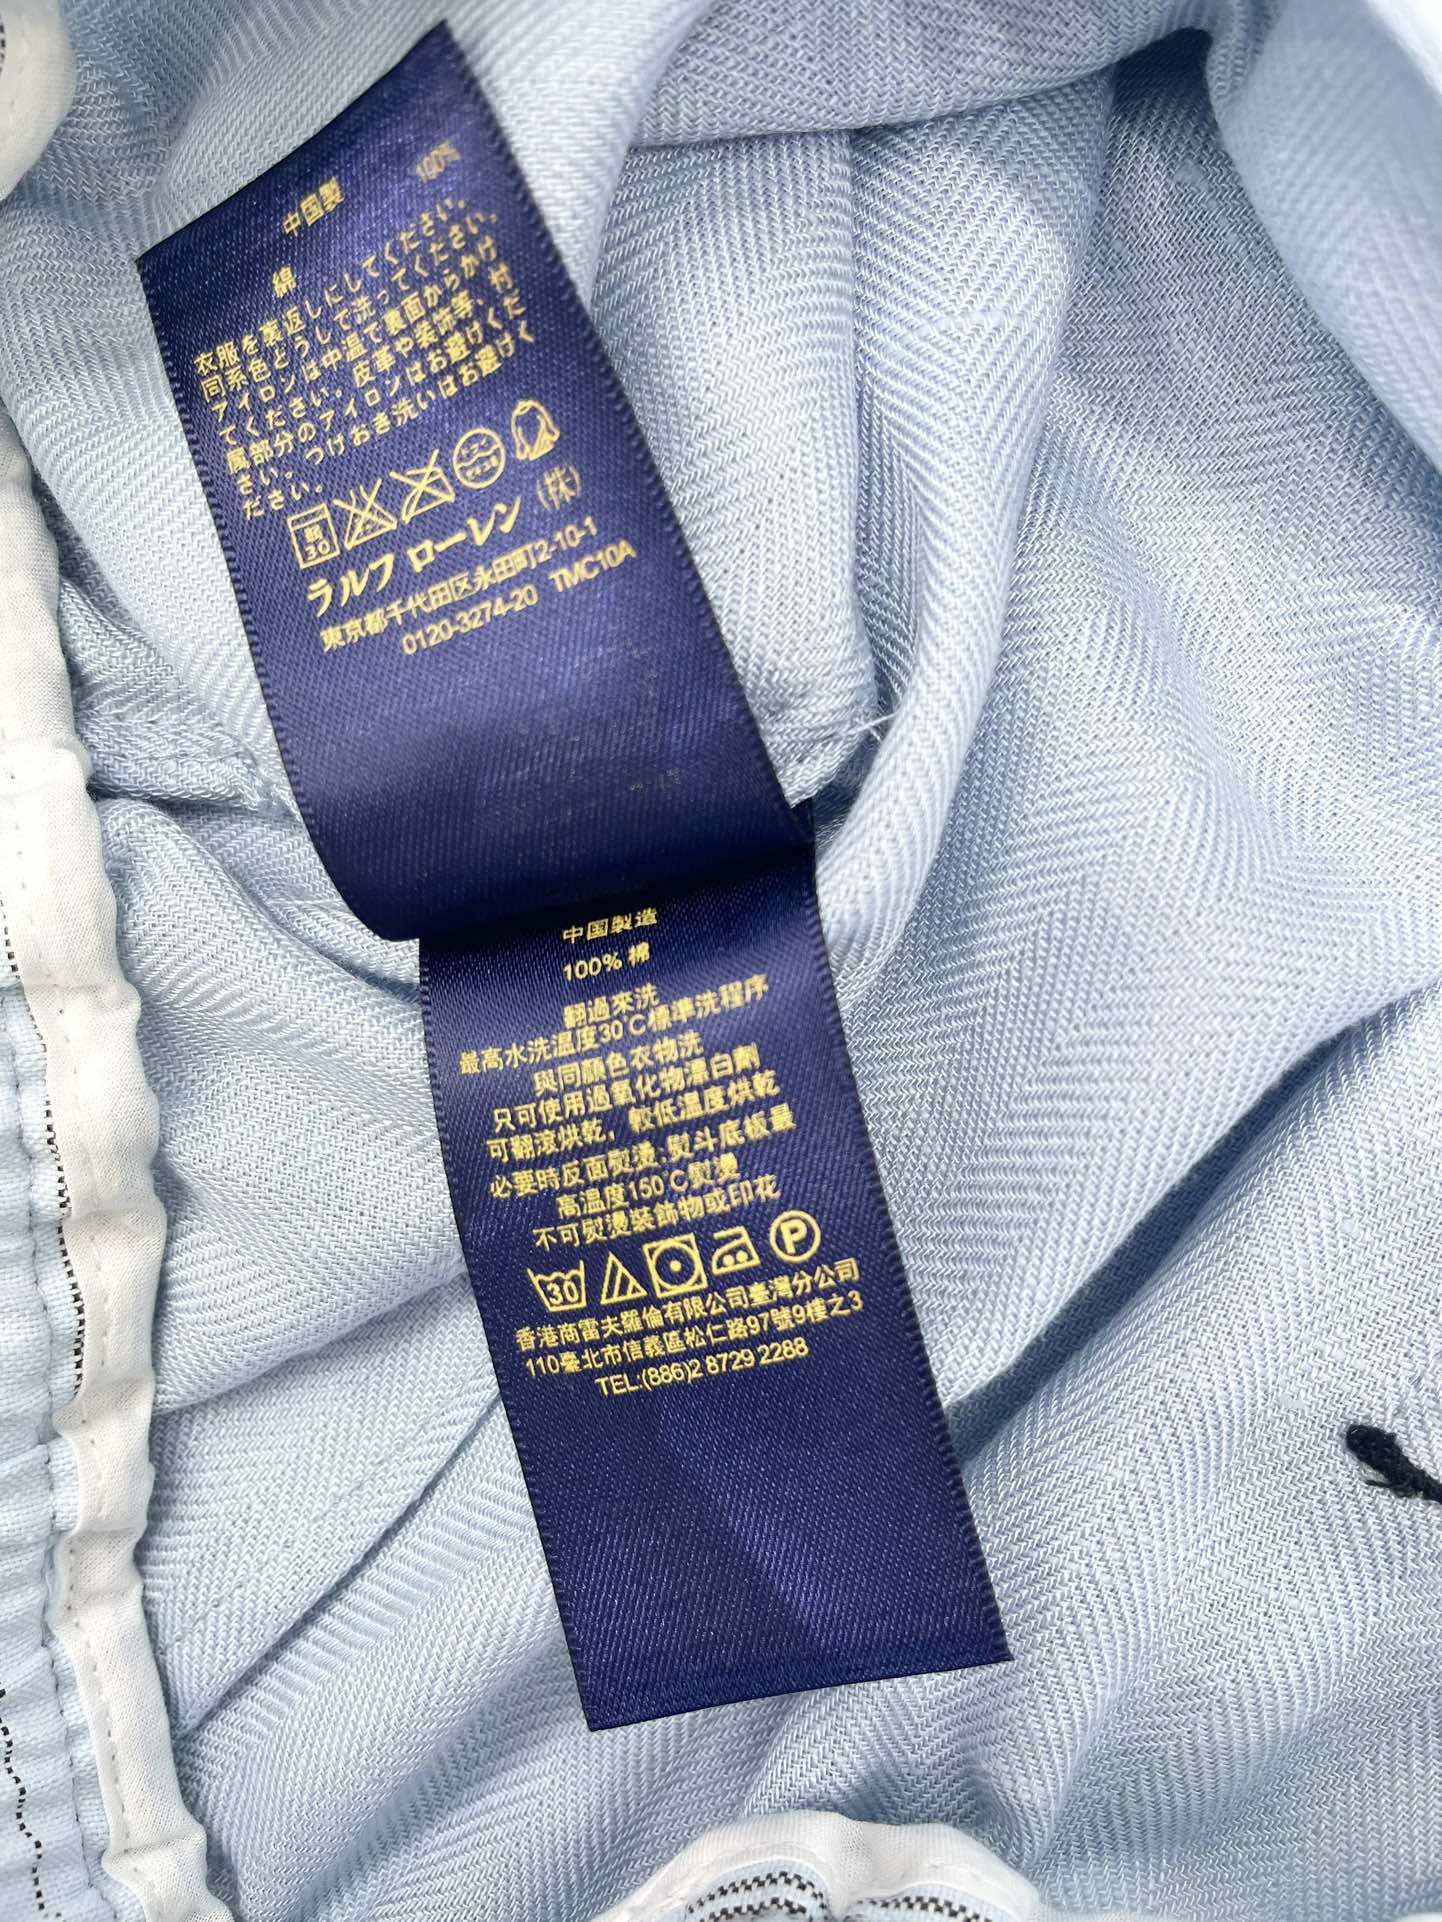 中国製
綿 100%
衣服を裏返しにしてください。
同系色どうしで洗ってください。
アイロンは中温で裏面からかけ
てください。皮革や装飾等、付
属部分のアイロンはお避けくだ
さい。つけおき洗いはお避けく
ださい。
30
ラルフ ローレン (株)
東京都千代田区永田町2-10-1
0120-3274-20 TMC10A
中国製造
100% 棉
翻過來洗
最高水洗温度30°C標準洗程序
與同顏色衣物洗
只可使用過氧化物漂白劑
可翻滾烘乾, 較低温度烘乾
必要時反面熨燙;熨斗底板最
高温度150°C熨燙
不可熨燙裝飾物或印花
30 P
香港商雷夫羅倫有限公司臺灣分公司
110臺北市信義區松仁路97號9樓之3
TEL:(886)2 8729 2288